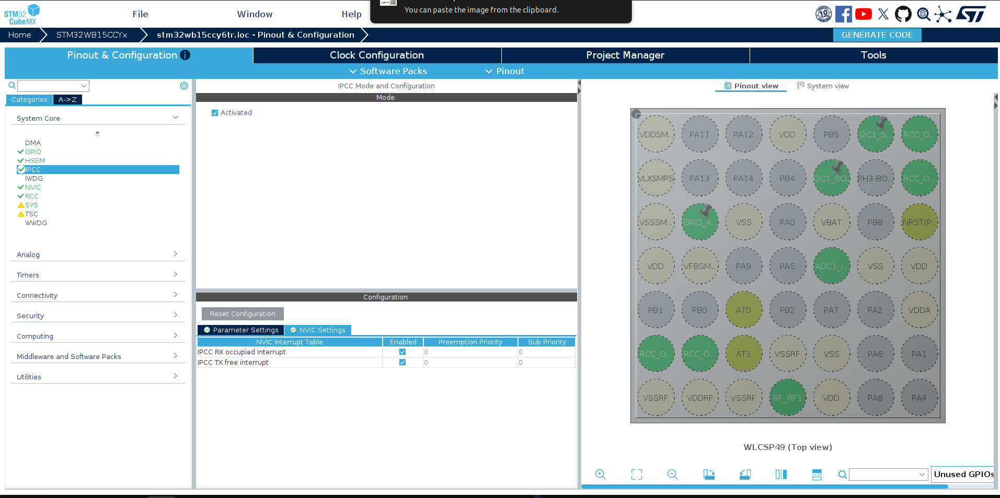 You can paste the image from the clipboard.
STM32
CubeMX
File
Window
Help
10
ST
Home
STM32WB15CCYx
stm32wb15ccy6tr.ioc - Pinout & Configuration
GENERATE CODE
Pinout & Configuration
Clock Configuration
Project Manager
Tools
Software Packs
Pinout
Categories
A->Z
System Core
DMA
GPIO
HSEM
IPCC
IWDG
NVIC
RCC
SYS
TSC
WWDG
Analog
Timers
Connectivity
Security
Computing
Middleware and Software Packs
Utilities
IPCC Mode and Configuration
Mode
Activated
Configuration
Reset Configuration
Parameter Settings
NVIC Settings
NVIC Interrupt Table Enabled Preemption Priority Sub Priority
IPCC RX occupied interrupt 0 0
IPCC TX free interrupt 0 0
Pinout view
System view
VDDSM.. PA11 PA12 VDD PB5 I2C1_S.. RCC_O..
VLXSMPS PA13 PA14 PB4 I2C1_SCL PH3-BO.. RCC_O..
VSSSM.. GPIO_A.. VSS PA0 VBAT PB8 NRST(P..
VDD VFBSM.. PA9 PA5 ADC1_I.. VSS VDD
PB1 PB0 AT0 PB2 PA7 PA2 VDDA
RCC_O.. RCC_O.. AT1 VSSRF VSS PA6 PA1
VSSRF VDDRF VSSRF RF_RF1 VDD PA8 PA4
WLCSP49 (Top view)
Unused GPIOs